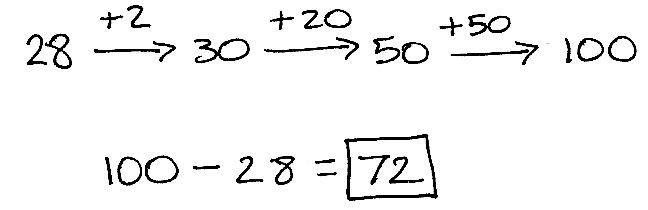 28 +2→ 30 +20→ 50 +50→ 100
100 - 28 = 72